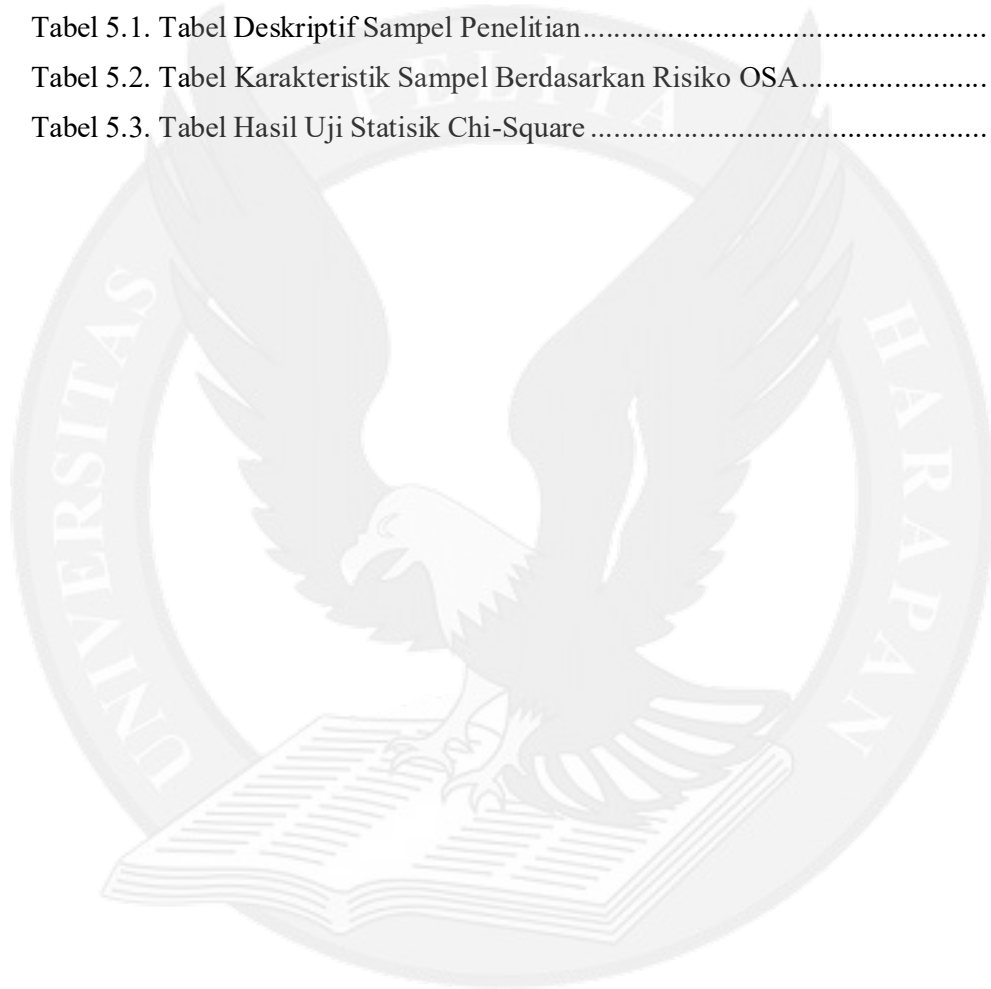 Tabel 5.1. Tabel Deskriptif Sampel Penelitian....................................................
Tabel 5.2. Tabel Karakteristik Sampel Berdasarkan Risiko OSA........................
Tabel 5.3. Tabel Hasil Uji Statisik Chi-Square ...................................................
UNIVERSITAS PELITA HARAPAN